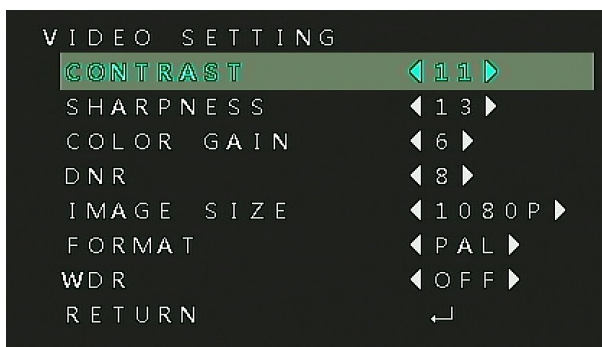 VIDEO SETTING
CONTRAST 11
SHARPNESS 13
COLOR GAIN 6
DNR 8
IMAGE SIZE 1080P
FORMAT PAL
WDR OFF
RETURN